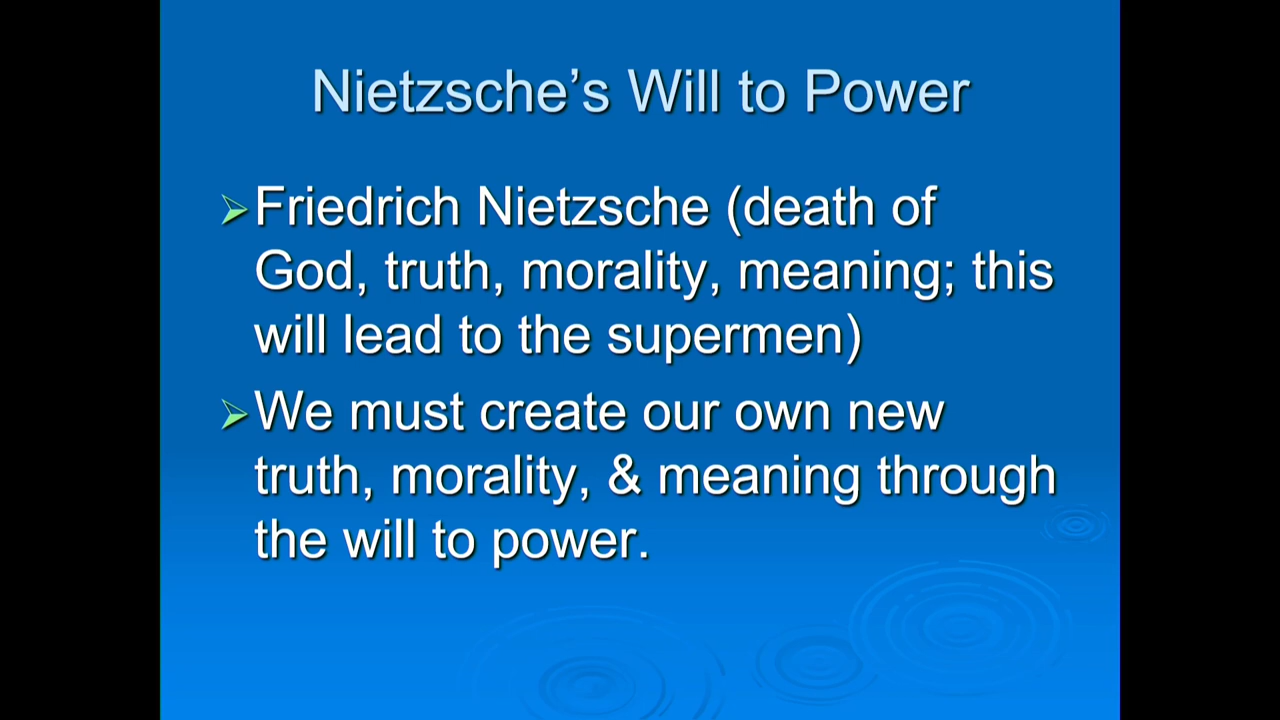 Nietzsche’s Will to Power
Friedrich Nietzsche (death of
God, truth, morality, meaning; this
will lead to the supermen)
We must create our own new
truth, morality, & meaning through
the will to power.